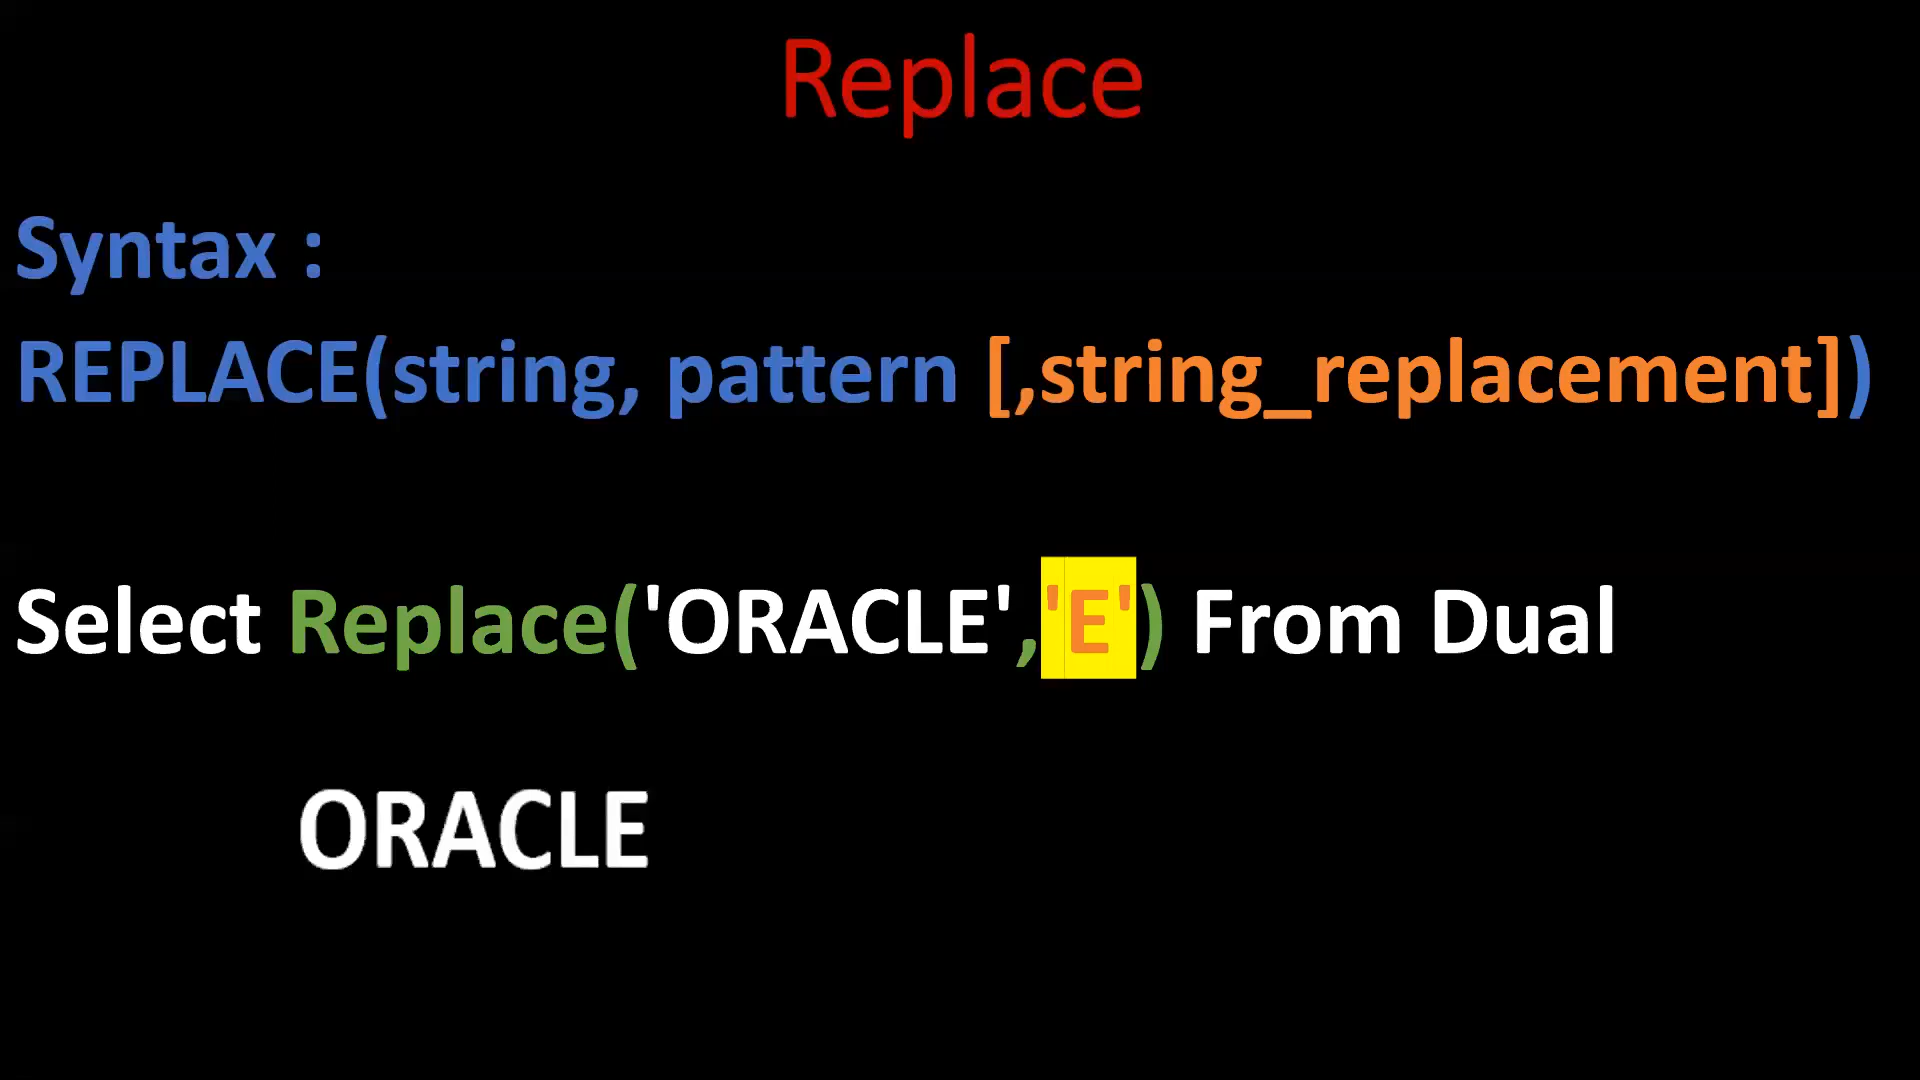 Replace
Syntax :
REPLACE(string, pattern [,string_replacement])
Select Replace('ORACLE','E') From Dual
ORACLE